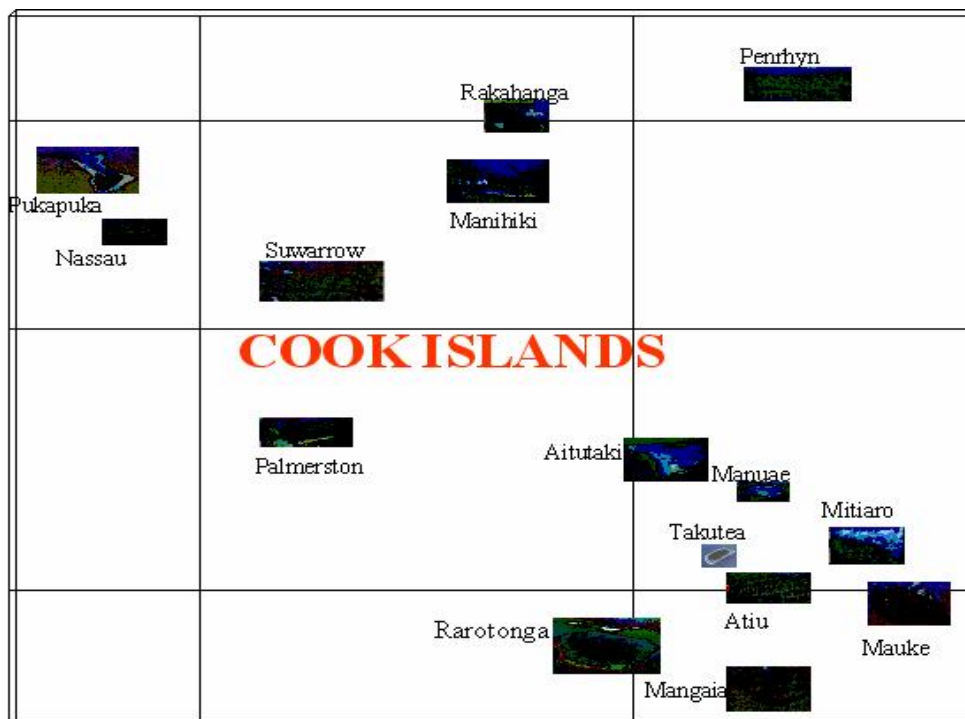 Penrhyn
Rakahanga
Pukapuka
Manihiki
Nassau
Suwarrow
COOK ISLANDS
Aitutaki
Palmerston
Manuae
Mitiaro
Takutea
Atiu
Rarotonga
Mauke
Mangaia